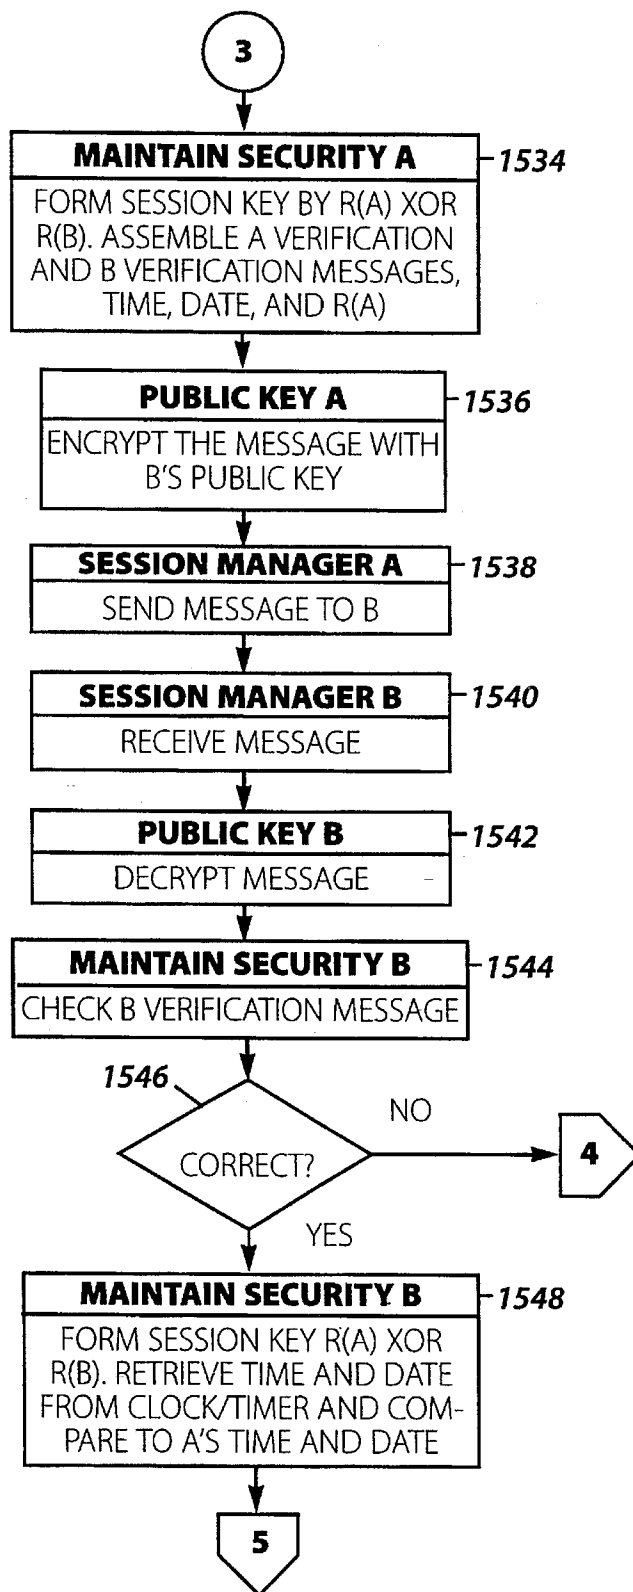 3
MAINTAIN SECURITY A
1534
FORM SESSION KEY BY R(A) XOR
R(B). ASSEMBLE A VERIFICATION
AND B VERIFICATION MESSAGES,
TIME, DATE, AND R(A)
PUBLIC KEY A
1536
ENCRYPT THE MESSAGE WITH
B'S PUBLIC KEY
SESSION MANAGER A
1538
SEND MESSAGE TO B
SESSION MANAGER B
1540
RECEIVE MESSAGE
PUBLIC KEY B
1542
DECRYPT MESSAGE
MAINTAIN SECURITY B
1544
CHECK B VERIFICATION MESSAGE
1546
NO
CORRECT?
4
YES
MAINTAIN SECURITY B
1548
FORM SESSION KEY R(A) XOR
R(B). RETRIEVE TIME AND DATE
FROM CLOCK/TIMER AND COM-
PARE TO A'S TIME AND DATE
5